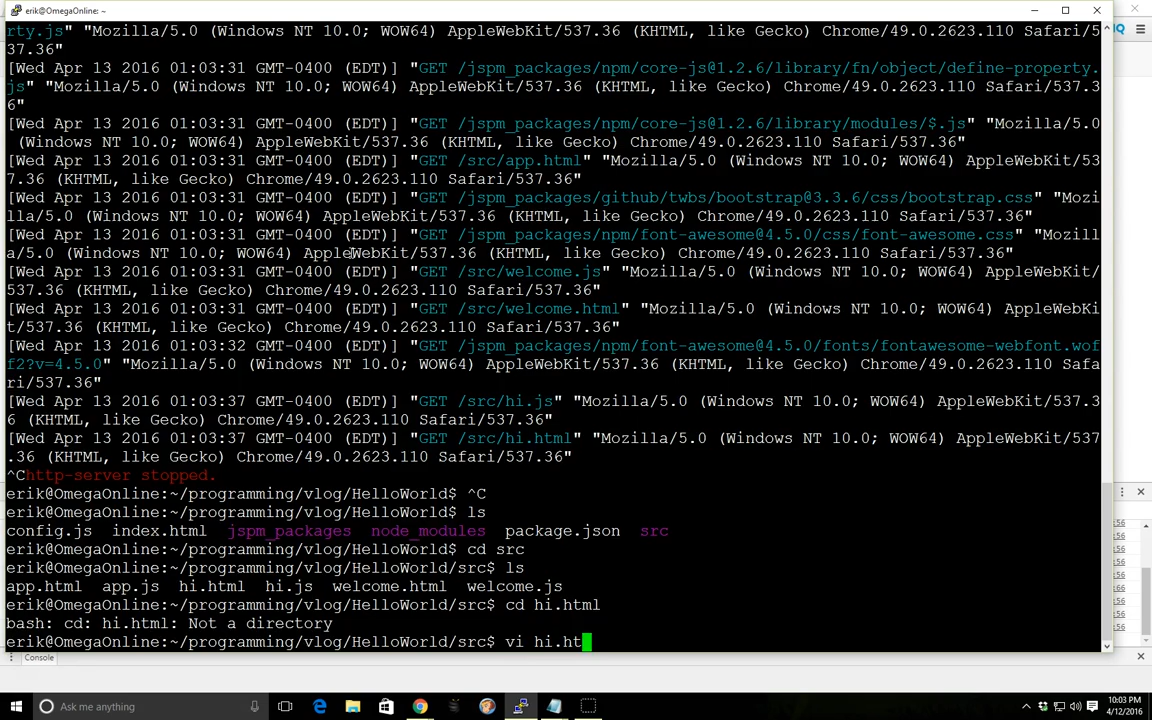 erik@OmegaOnline: ~
rty.js" "Mozilla/5.0 (Windows NT 10.0; WOW64) AppleWebKit/537.36 (KHTML, like Gecko) Chrome/49.0.2623.110 Safari/5
37.36"
[Wed Apr 13 2016 01:03:31 GMT-0400 (EDT)] "GET /jspm_packages/npm/core-js@1.2.6/library/fn/object/define-property.
js" "Mozilla/5.0 (Windows NT 10.0; WOW64) AppleWebKit/537.36 (KHTML, like Gecko) Chrome/49.0.2623.110 Safari/537.3
6"
[Wed Apr 13 2016 01:03:31 GMT-0400 (EDT)] "GET /jspm_packages/npm/core-js@1.2.6/library/modules/$.js" "Mozilla/5.0
(Windows NT 10.0; WOW64) AppleWebKit/537.36 (KHTML, like Gecko) Chrome/49.0.2623.110 Safari/537.36"
[Wed Apr 13 2016 01:03:31 GMT-0400 (EDT)] "GET /src/app.html" "Mozilla/5.0 (Windows NT 10.0; WOW64) AppleWebKit/53
7.36 (KHTML, like Gecko) Chrome/49.0.2623.110 Safari/537.36"
[Wed Apr 13 2016 01:03:31 GMT-0400 (EDT)] "GET /jspm_packages/github/twbs/bootstrap@3.3.6/css/bootstrap.css" "Mozi
lla/5.0 (Windows NT 10.0; WOW64) AppleWebKit/537.36 (KHTML, like Gecko) Chrome/49.0.2623.110 Safari/537.36"
[Wed Apr 13 2016 01:03:31 GMT-0400 (EDT)] "GET /jspm_packages/npm/font-awesome@4.5.0/css/font-awesome.css" "Mozill
a/5.0 (Windows NT 10.0; WOW64) AppleWebKit/537.36 (KHTML, like Gecko) Chrome/49.0.2623.110 Safari/537.36"
[Wed Apr 13 2016 01:03:31 GMT-0400 (EDT)] "GET /src/welcome.js" "Mozilla/5.0 (Windows NT 10.0; WOW64) AppleWebKit/
537.36 (KHTML, like Gecko) Chrome/49.0.2623.110 Safari/537.36"
[Wed Apr 13 2016 01:03:31 GMT-0400 (EDT)] "GET /src/welcome.html" "Mozilla/5.0 (Windows NT 10.0; WOW64) AppleWebKi
t/537.36 (KHTML, like Gecko) Chrome/49.0.2623.110 Safari/537.36"
[Wed Apr 13 2016 01:03:32 GMT-0400 (EDT)] "GET /jspm_packages/npm/font-awesome@4.5.0/fonts/fontawesome-webfont.wof
f2?v=4.5.0" "Mozilla/5.0 (Windows NT 10.0; WOW64) AppleWebKit/537.36 (KHTML, like Gecko) Chrome/49.0.2623.110 Safa
ri/537.36"
[Wed Apr 13 2016 01:03:37 GMT-0400 (EDT)] "GET /src/hi.js" "Mozilla/5.0 (Windows NT 10.0; WOW64) AppleWebKit/537.3
6 (KHTML, like Gecko) Chrome/49.0.2623.110 Safari/537.36"
[Wed Apr 13 2016 01:03:37 GMT-0400 (EDT)] "GET /src/hi.html" "Mozilla/5.0 (Windows NT 10.0; WOW64) AppleWebKit/537
.36 (KHTML, like Gecko) Chrome/49.0.2623.110 Safari/537.36"
^Chttp-server stopped.
erik@OmegaOnline:~/programming/vlog/HelloWorld$ ^C
erik@OmegaOnline:~/programming/vlog/HelloWorld$ ls
config.js index.html jspm_packages node_modules package.json src
erik@OmegaOnline:~/programming/vlog/HelloWorld$ cd src
erik@OmegaOnline:~/programming/vlog/HelloWorld/src$ ls
app.html app.js hi.html hi.js welcome.html welcome.js
erik@OmegaOnline:~/programming/vlog/HelloWorld/src$ cd hi.html
bash: cd: hi.html: Not a directory
erik@OmegaOnline:~/programming/vlog/HelloWorld/src$ vi hi.ht
:56
:56
:56
:56
:66
:56
:56
:56
Console
Ask me anything
10:03 PM
4/12/2016